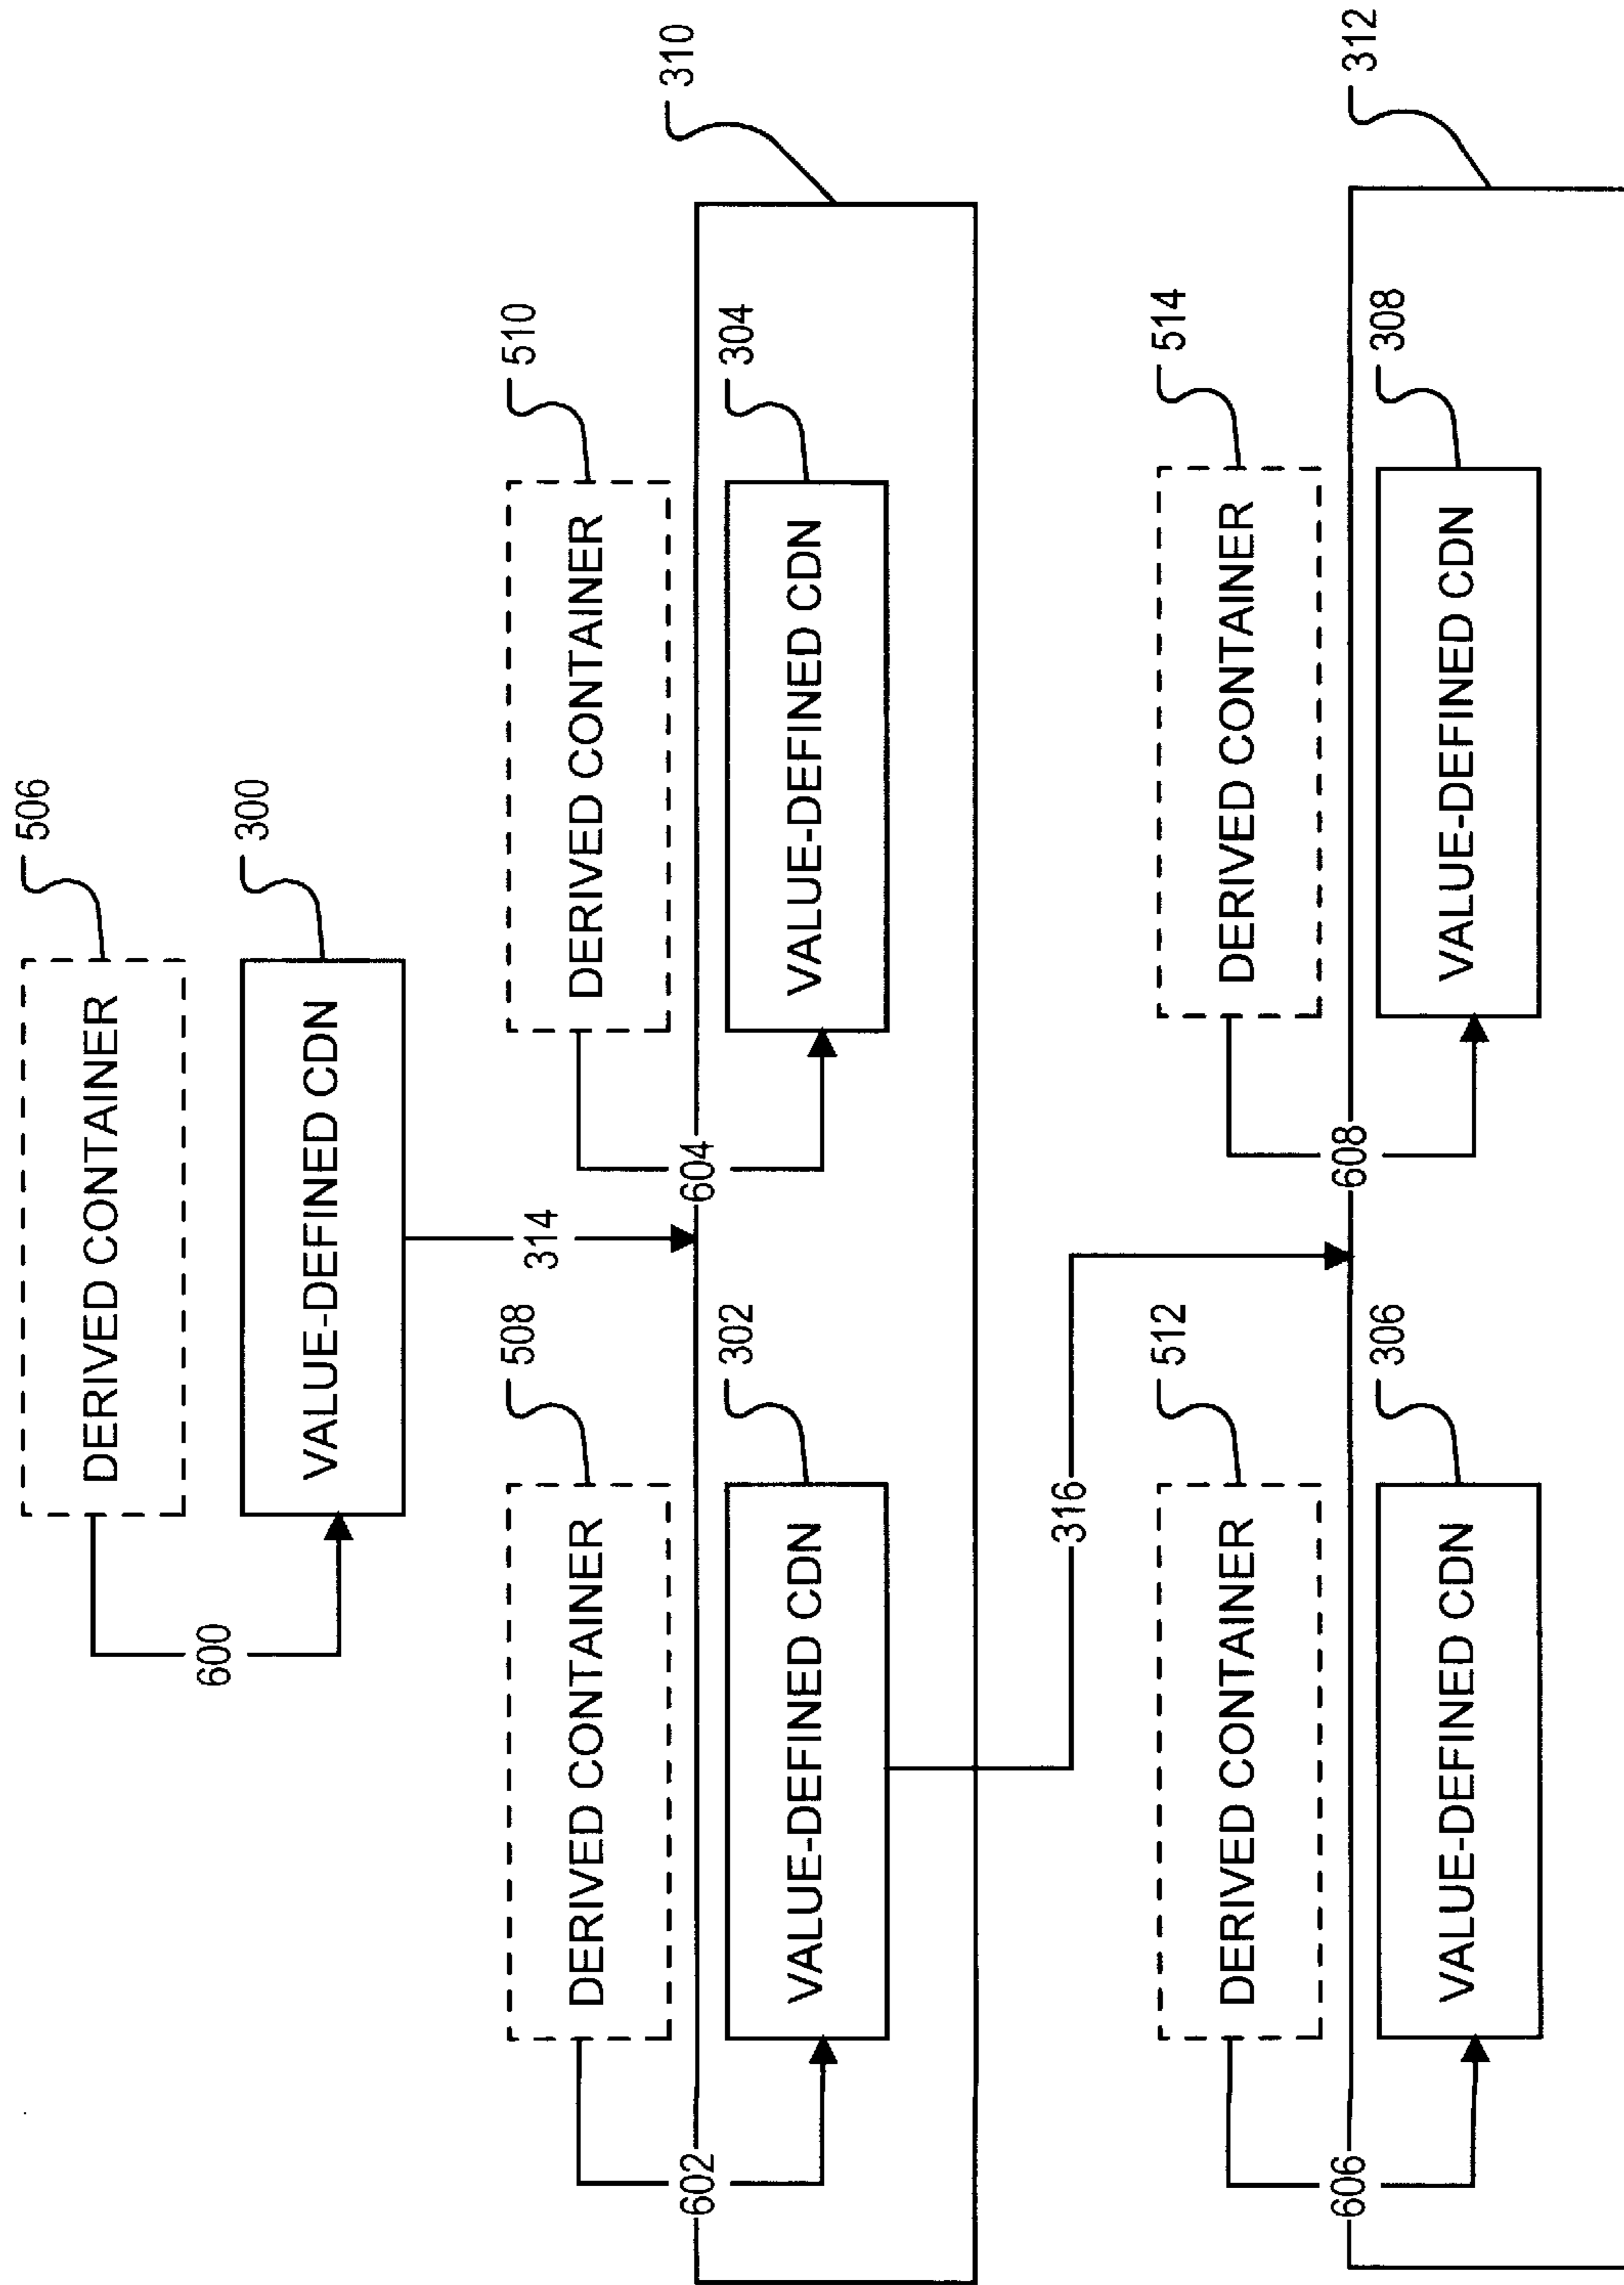 506
DERIVED CONTAINER
300
VALUE-DEFINED CDN
600
314
310
508
DERIVED CONTAINER
510
DERIVED CONTAINER
602
604
302
VALUE-DEFINED CDN
304
VALUE-DEFINED CDN
316
312
512
DERIVED CONTAINER
514
DERIVED CONTAINER
606
608
306
VALUE-DEFINED CDN
308
VALUE-DEFINED CDN